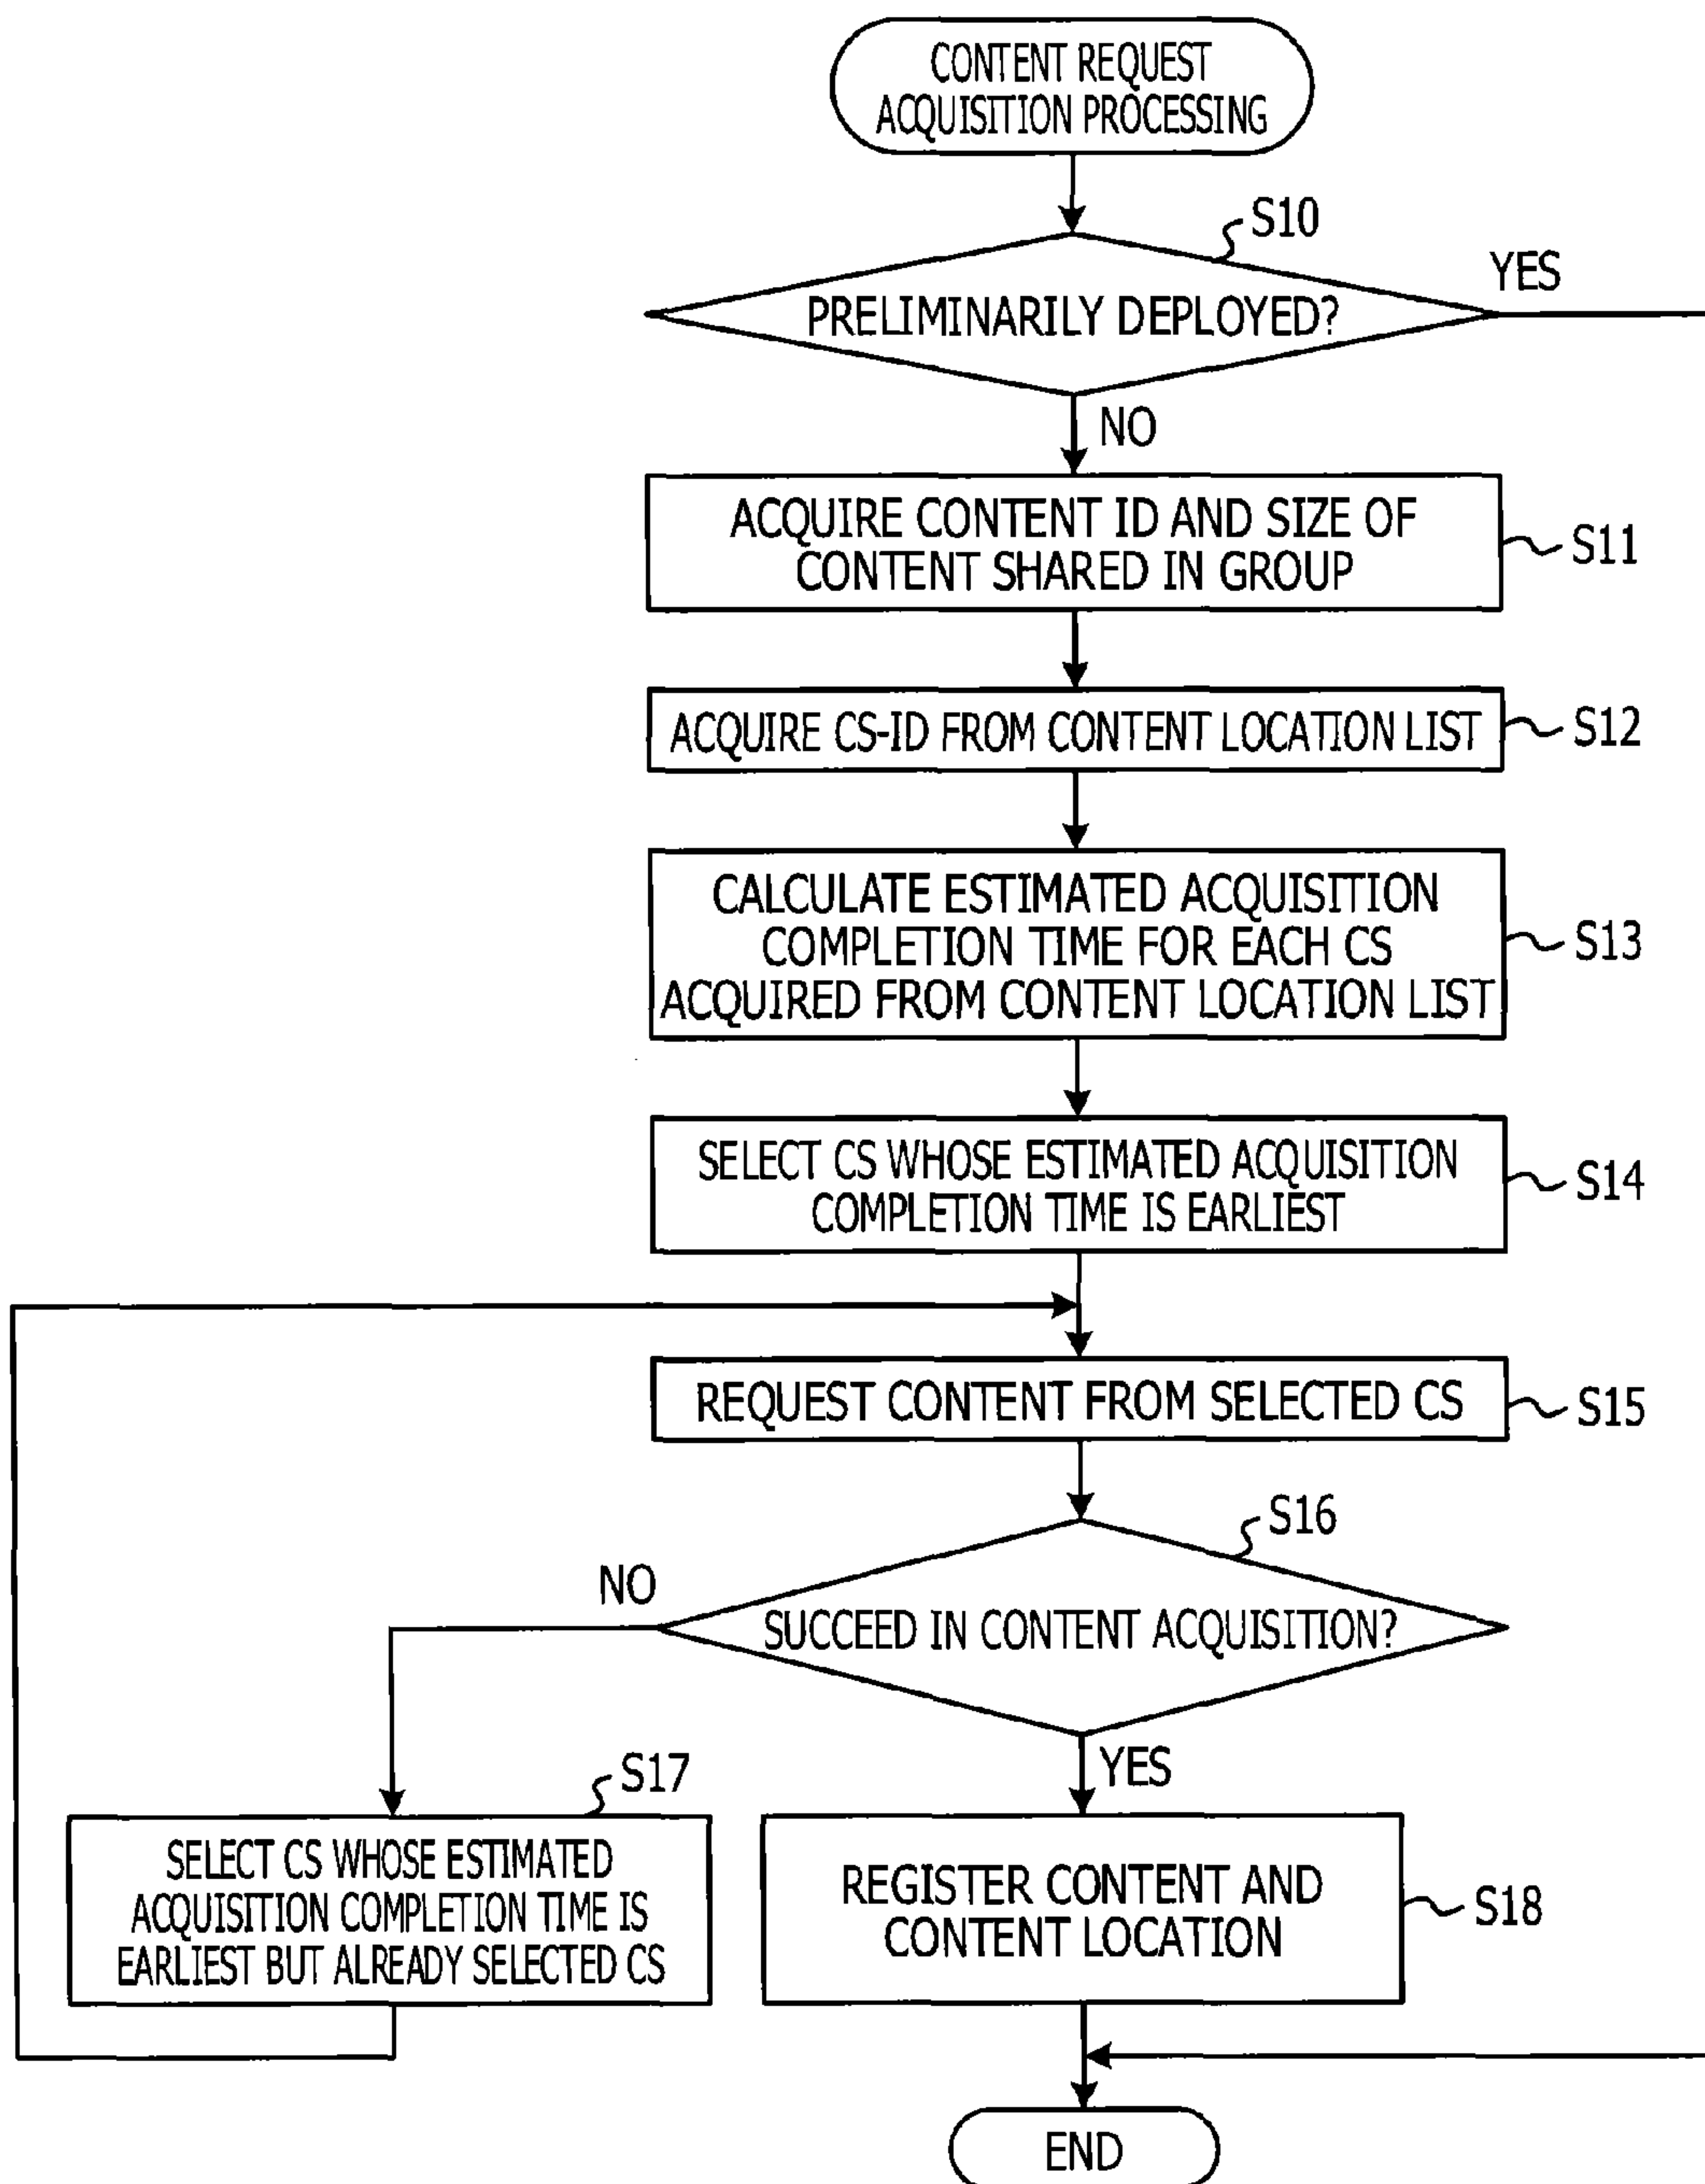 CONTENT REQUEST
ACQUISITION PROCESSING
S10
YES
PRELIMINARILY DEPLOYED?
NO
ACQUIRE CONTENT ID AND SIZE OF
CONTENT SHARED IN GROUP
S11
ACQUIRE CS-ID FROM CONTENT LOCATION LIST
S12
CALCULATE ESTIMATED ACQUISITION
COMPLETION TIME FOR EACH CS
ACQUIRED FROM CONTENT LOCATION LIST
S13
SELECT CS WHOSE ESTIMATED ACQUISITION
COMPLETION TIME IS EARLIEST
S14
REQUEST CONTENT FROM SELECTED CS
S15
S16
NO
SUCCEED IN CONTENT ACQUISITION?
YES
S17
SELECT CS WHOSE ESTIMATED
ACQUISITION COMPLETION TIME IS
EARLIEST BUT ALREADY SELECTED CS
REGISTER CONTENT AND
CONTENT LOCATION
S18
END